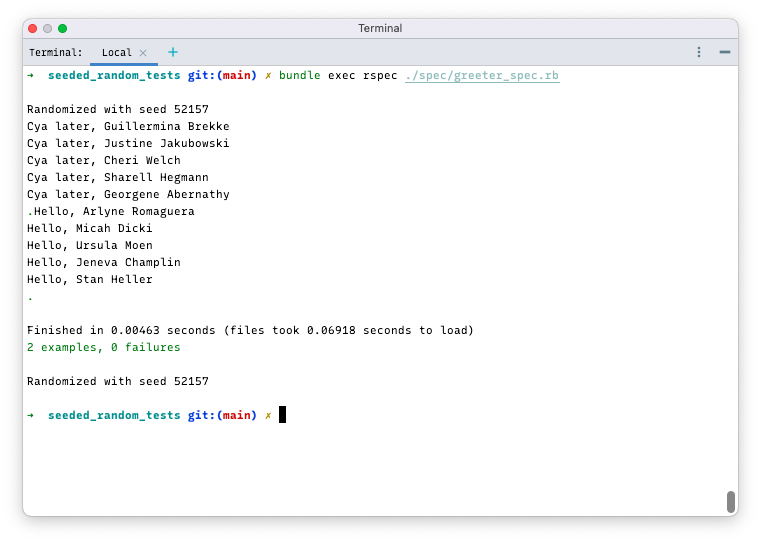 Terminal
Terminal: Local × +
→ seeded_random_tests git:(main) ✗ bundle exec rspec ./spec/greeter_spec.rb
Randomized with seed 52157
Cya later, Guillermina Brekke
Cya later, Justine Jakubowski
Cya later, Cheri Welch
Cya later, Sharell Hegmann
Cya later, Georgene Abernathy
.Hello, Arlyne Romaguera
Hello, Micah Dicki
Hello, Ursula Moen
Hello, Jeneva Champlin
Hello, Stan Heller
.
Finished in 0.00463 seconds (files took 0.06918 seconds to load)
2 examples, 0 failures
Randomized with seed 52157
→ seeded_random_tests git:(main) ✗